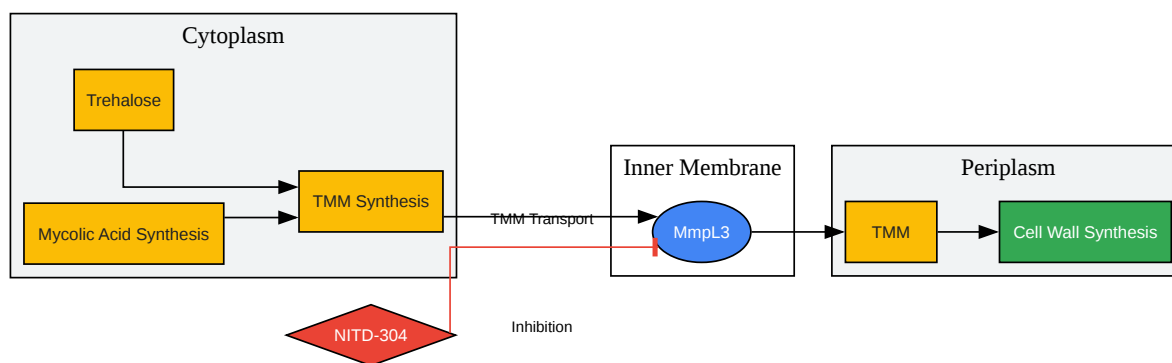 Cytoplasm
Trehalose
TMM Synthesis
Mycolic Acid Synthesis
TMM Transport
Inner Membrane
MmpL3
Periplasm
TMM
Cell Wall Synthesis
NITD-304
Inhibition